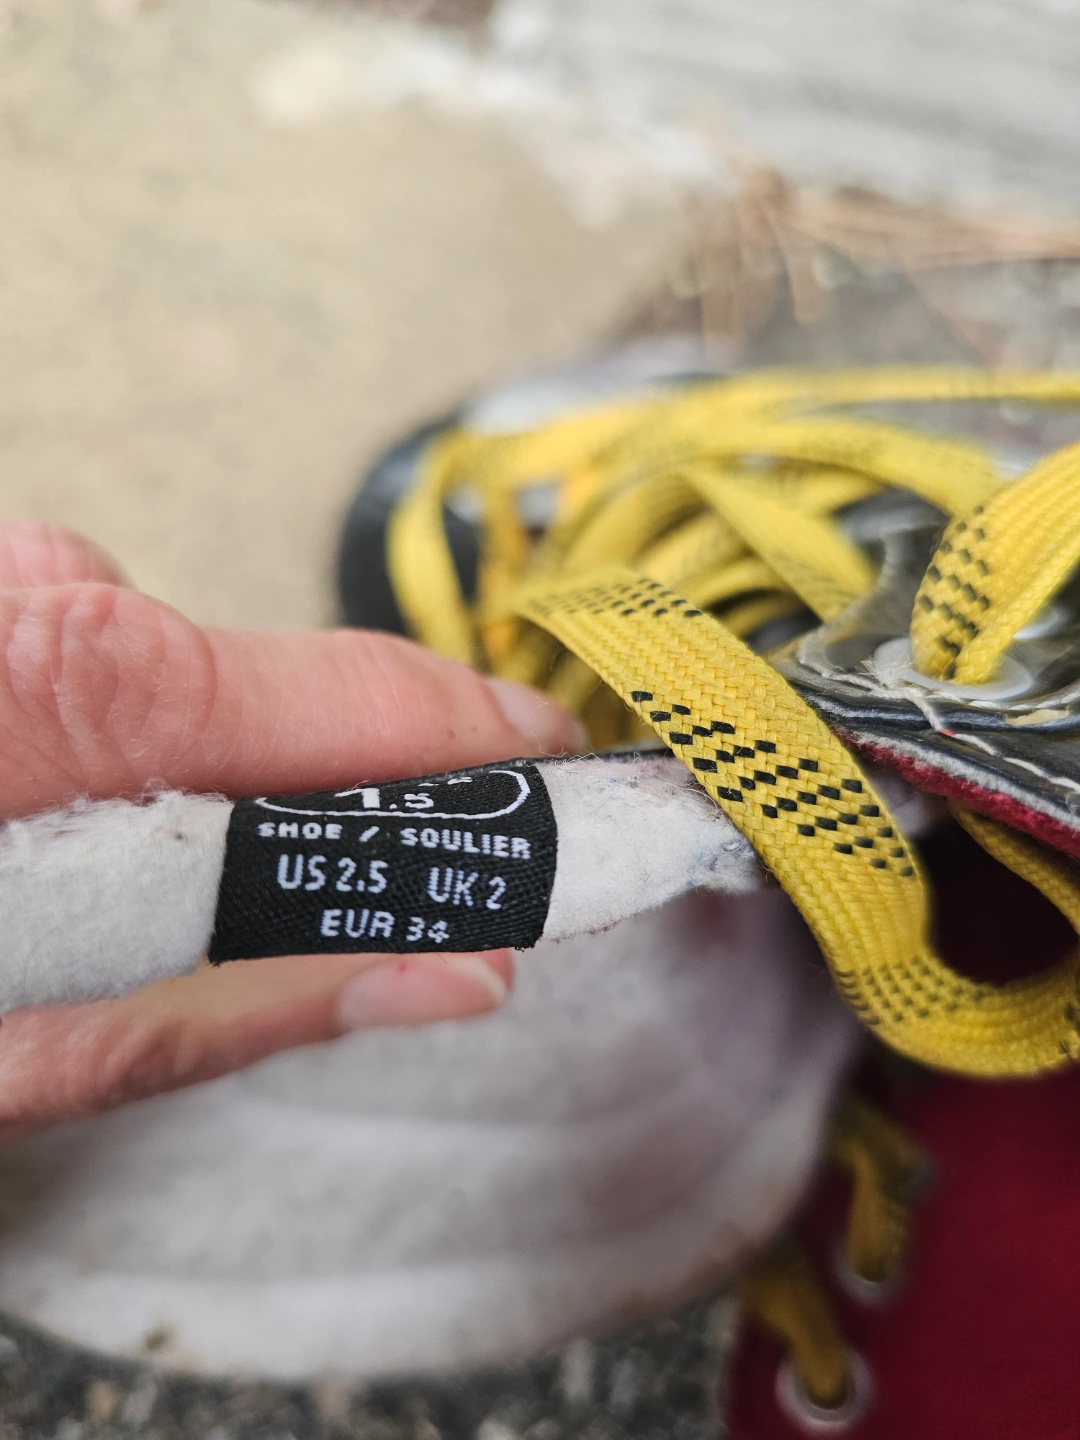 1.5
SHOE / SOULIER
US 2.5 UK 2
EUR 34